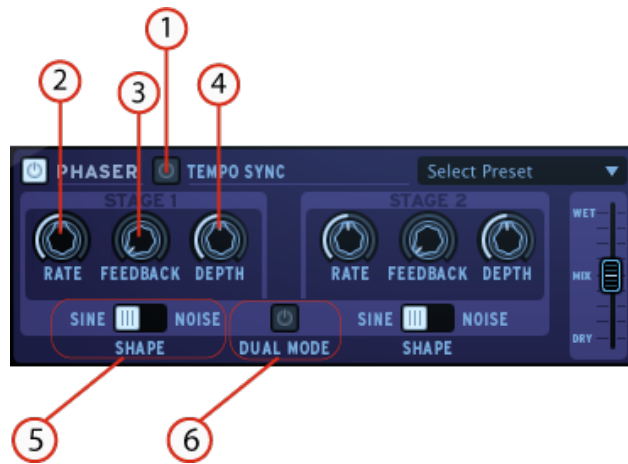 1
2
3
4
PHASER TEMPO SYNC Select Preset
STAGE 1 STAGE 2
WET
RATE FEEDBACK DEPTH RATE FEEDBACK DEPTH
MIX
SINE NOISE SINE NOISE
DRY
SHAPE DUAL MODE SHAPE
5 6